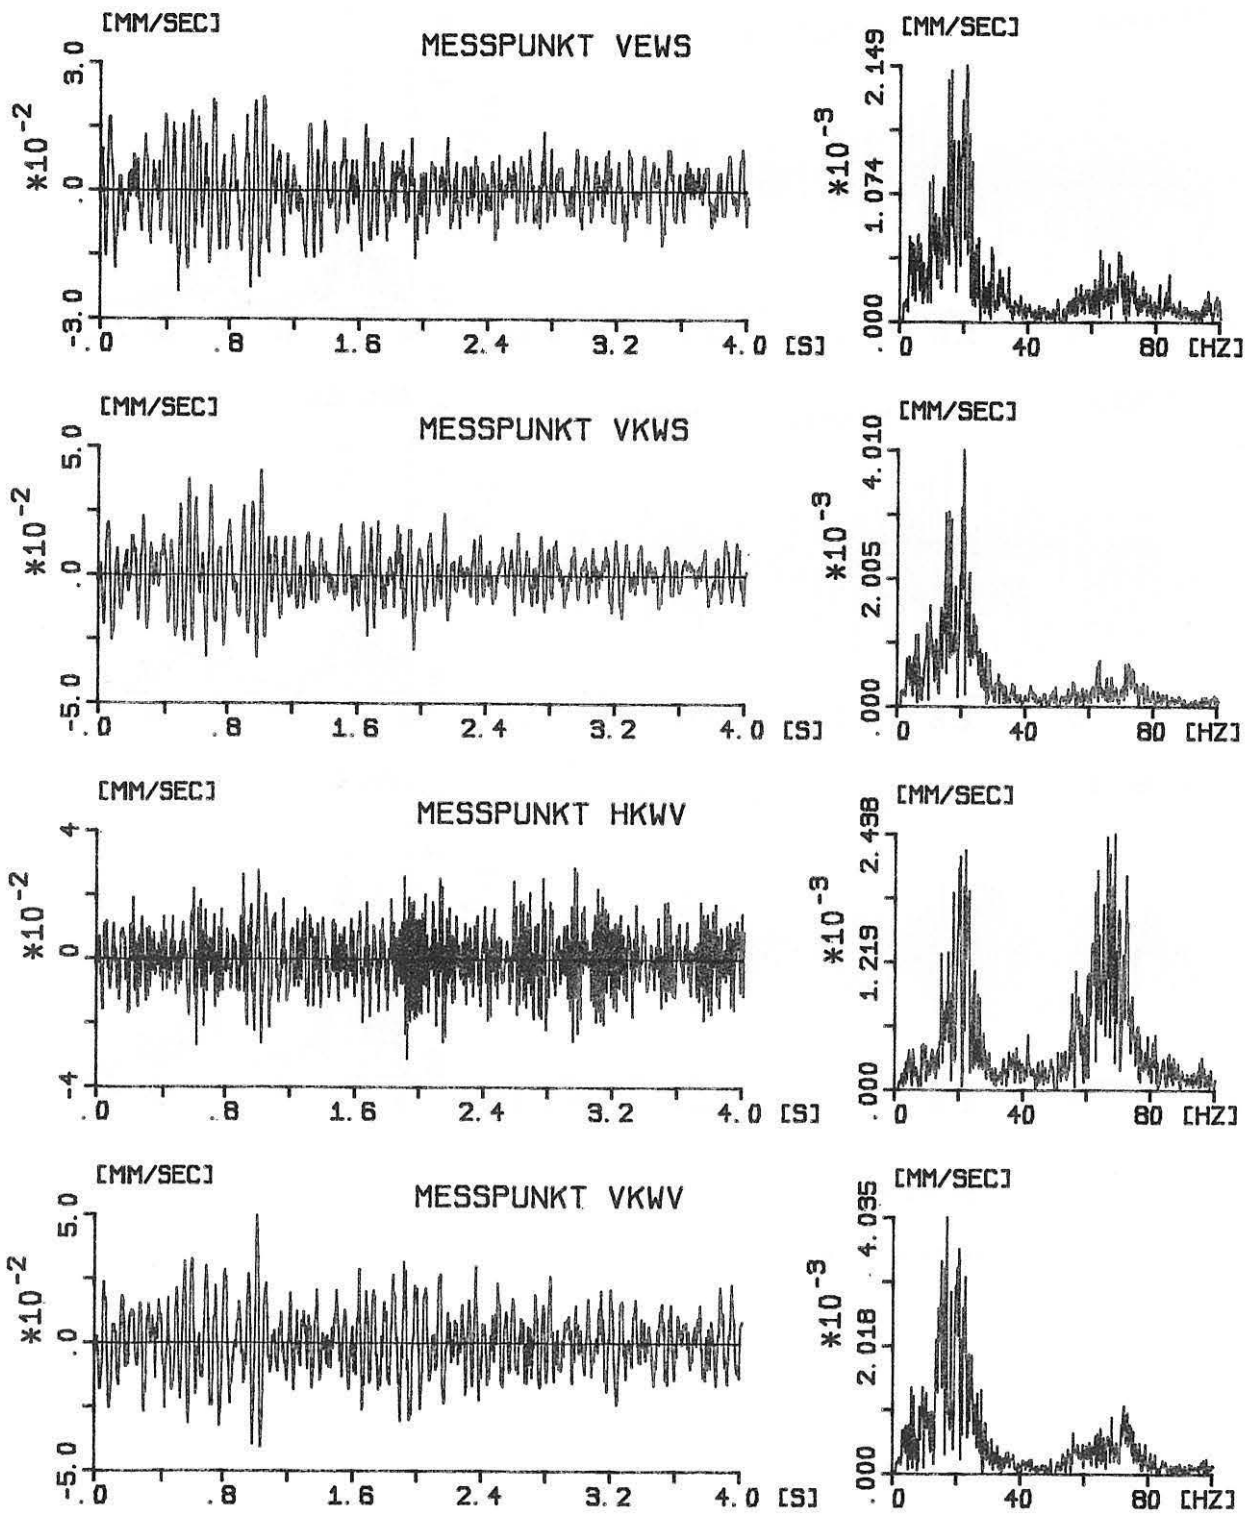 [MM/SEC]
MESSPUNKT VEWS
*10-2
3.0
.0
-3.0
-.0 .8 1.6 2.4 3.2 4.0 [S]
[MM/SEC]
*10-3
2.149
1.074
.000
.0 40 80 [HZ]
[MM/SEC]
MESSPUNKT VKWS
*10-2
5.0
.0
-5.0
-.0 .8 1.6 2.4 3.2 4.0 [S]
[MM/SEC]
*10-3
4.010
2.005
.000
.0 40 80 [HZ]
[MM/SEC]
MESSPUNKT HKWV
*10-2
4
0
-4
.0 .8 1.6 2.4 3.2 4.0 [S]
[MM/SEC]
*10-3
2.438
1.219
.000
.0 40 80 [HZ]
[MM/SEC]
MESSPUNKT VKWV
*10-2
5.0
.0
-5.0
-.0 .8 1.6 2.4 3.2 4.0 [S]
[MM/SEC]
*10-3
4.035
2.018
.000
.0 40 80 [HZ]